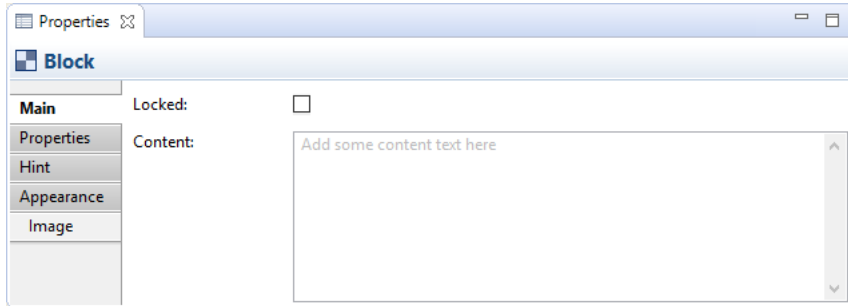 Properties
Block
Main
Properties
Hint
Appearance
Image
Locked:
Content:
Add some content text here